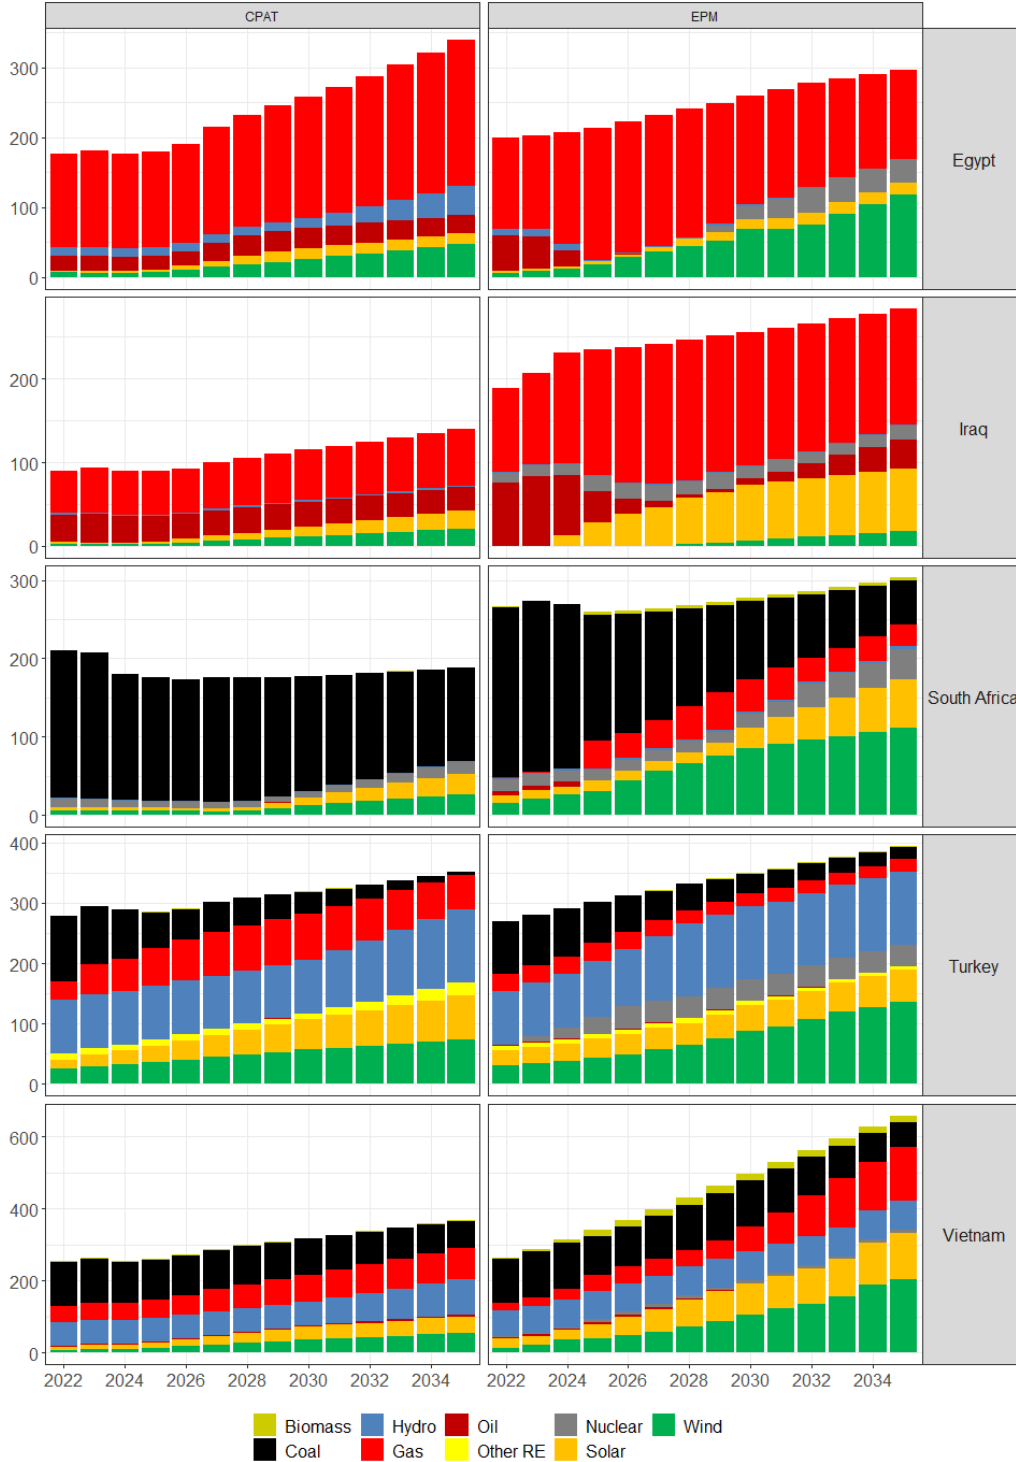 CPAT EPM
300
200
100
0
Egypt
200
100
0
Iraq
300
200
100
0
South Africa
400
300
200
100
0
Turkey
600
400
200
0
Vietnam
2022 2024 2026 2028 2030 2032 2034 2022 2024 2026 2028 2030 2032 2034
Biomass Hydro Oil Nuclear Wind
Coal Gas Other RE Solar